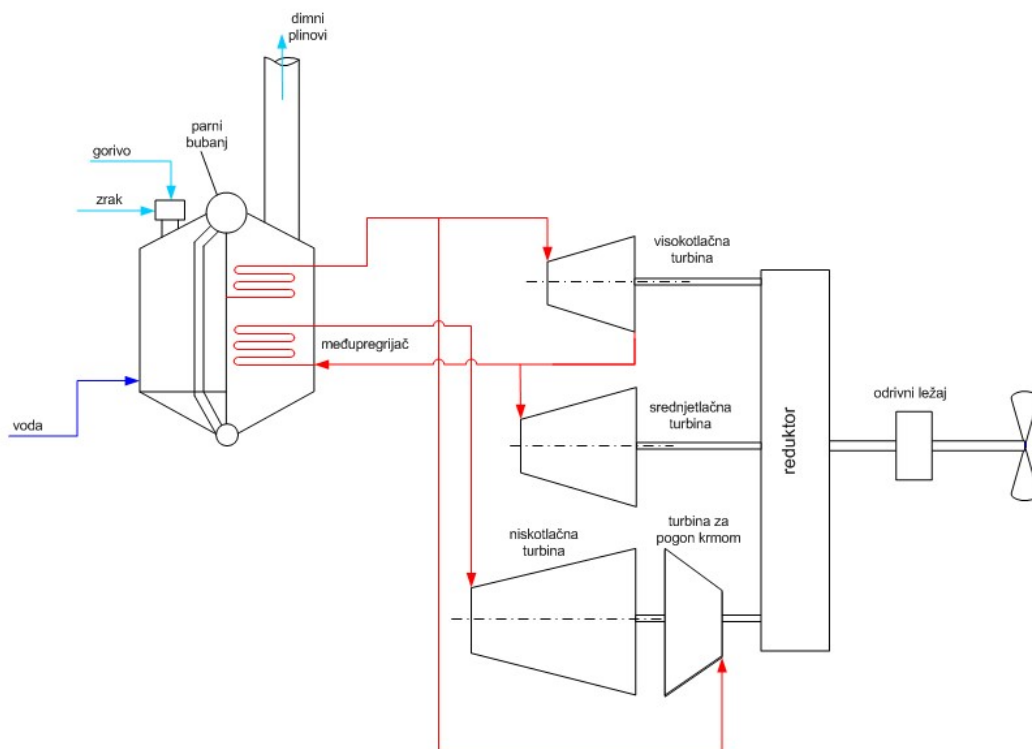 dimni
plinovi
parni
bubanj
gorivo
zrak
visokotlačna
turbina
međupregrijač
voda
srednjetlačna
turbina
reduktor
odrivni ležaj
niskotlačna
turbina
turbina za
pogon krmom